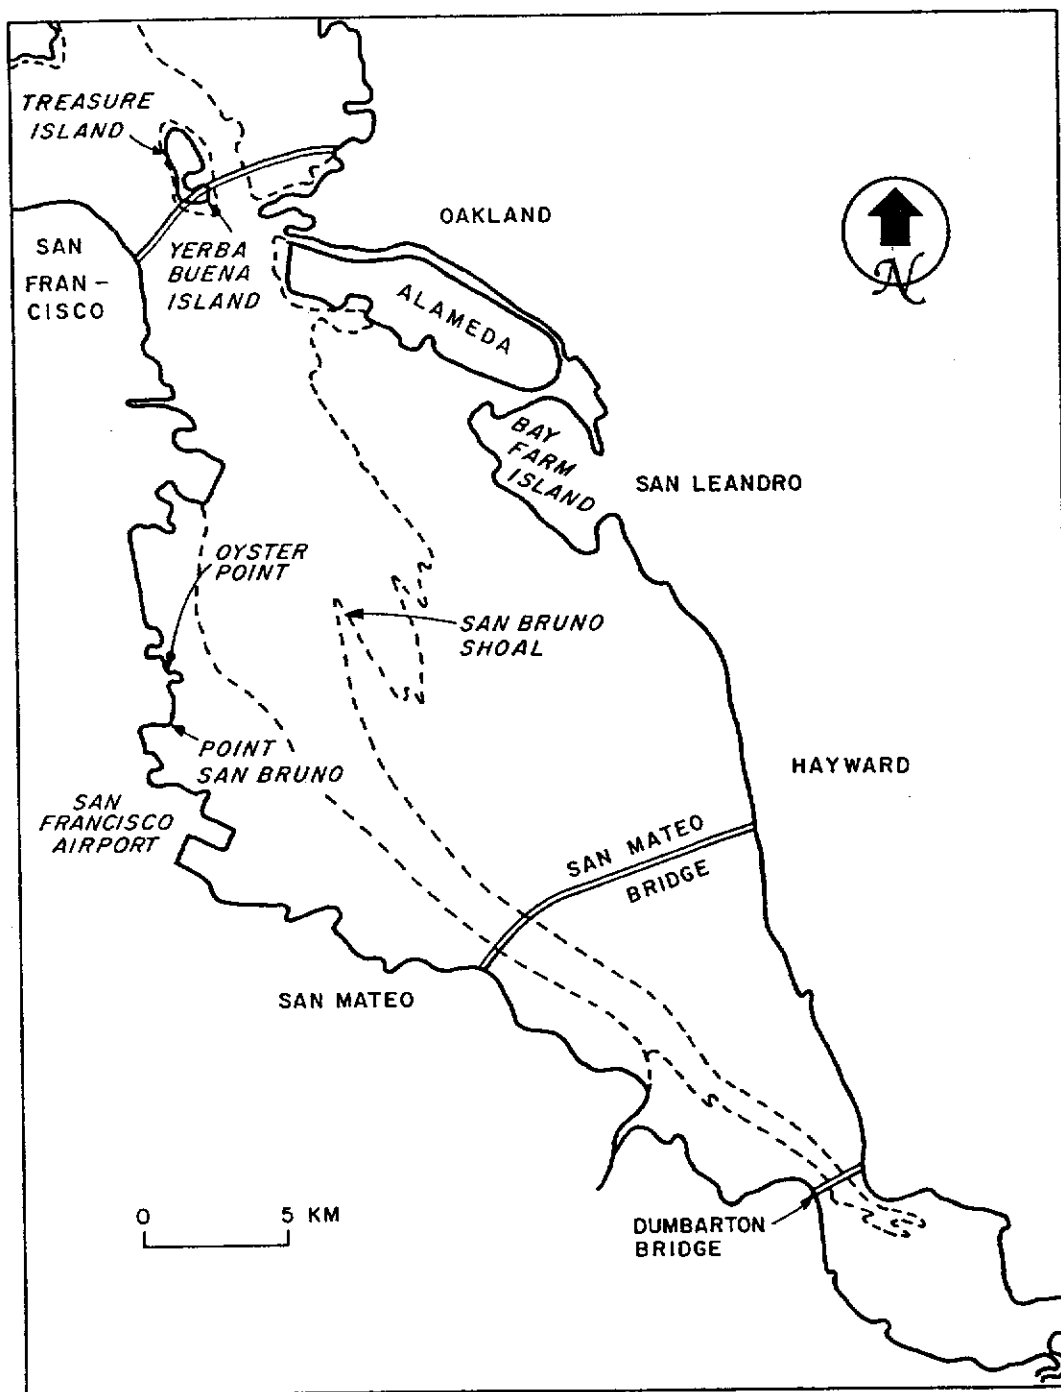 TREASURE
ISLAND
SAN
FRAN-
CISCO
YERBA
BUENA
ISLAND
OAKLAND
ALAMEDA
N
BAY
FARM
ISLAND
SAN LEANDRO
OYSTER
POINT
SAN BRUNO
SHOAL
POINT
SAN BRUNO
HAYWARD
SAN
FRANCISCO
AIRPORT
SAN MATEO
BRIDGE
SAN MATEO
0 5 KM
DUMBARTON
BRIDGE